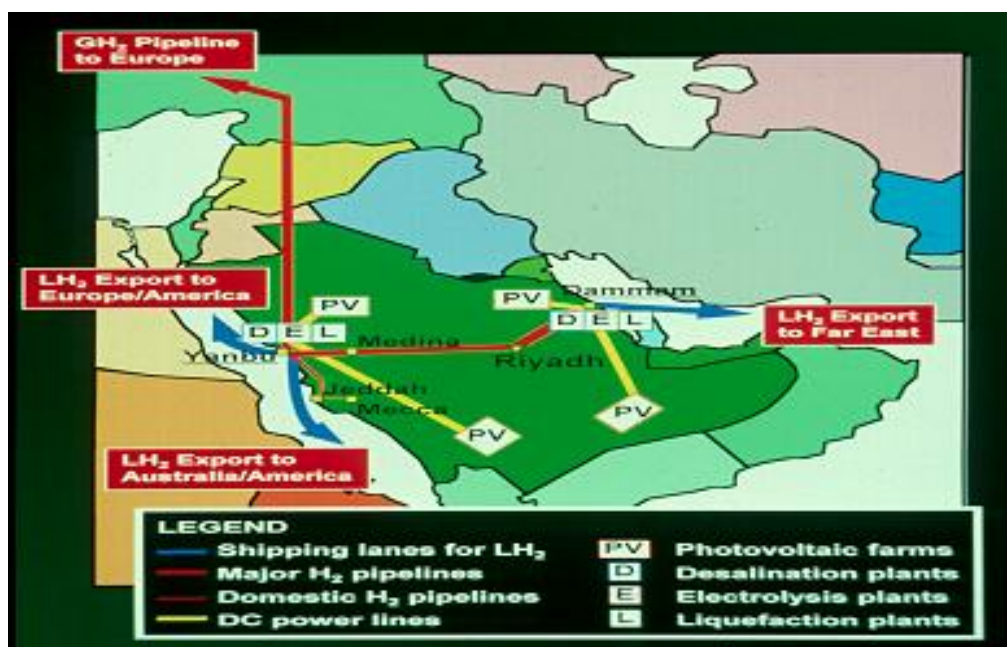 GH₂ Pipeline
to Europe
LH₂ Export to
Europe/America
PV
PV
Dammam
D E L
D E L
LH₂ Export
to Far East
Yanbu
Medina
Riyadh
Jeddah
Mecca
PV
PV
LH₂ Export to
Australia/America
LEGEND
Shipping lanes for LH₂
Major H₂ pipelines
Domestic H₂ pipelines
DC power lines
PV Photovoltaic farms
D Desalination plants
E Electrolysis plants
L Liquefaction plants